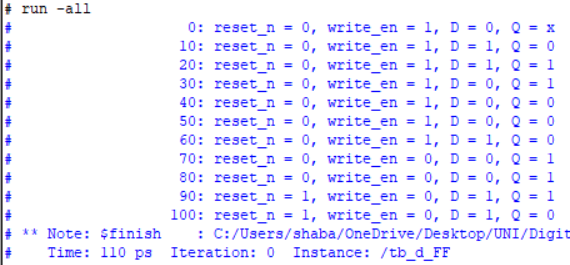 # run -all
# 0: reset_n = 0, write_en = 1, D = 0, Q = x
# 10: reset_n = 0, write_en = 1, D = 1, Q = 0
# 20: reset_n = 0, write_en = 1, D = 1, Q = 1
# 30: reset_n = 0, write_en = 1, D = 0, Q = 1
# 40: reset_n = 0, write_en = 1, D = 0, Q = 0
# 50: reset_n = 0, write_en = 0, D = 1, Q = 0
# 60: reset_n = 0, write_en = 1, D = 1, Q = 0
# 70: reset_n = 0, write_en = 0, D = 0, Q = 1
# 80: reset_n = 0, write_en = 0, D = 0, Q = 1
# 90: reset_n = 1, write_en = 0, D = 1, Q = 1
# 100: reset_n = 1, write_en = 0, D = 1, Q = 0
# ** Note: $finish : C:/Users/shaba/OneDrive/Desktop/UNI/Digit
# Time: 110 ps Iteration: 0 Instance: /tb_d_FF